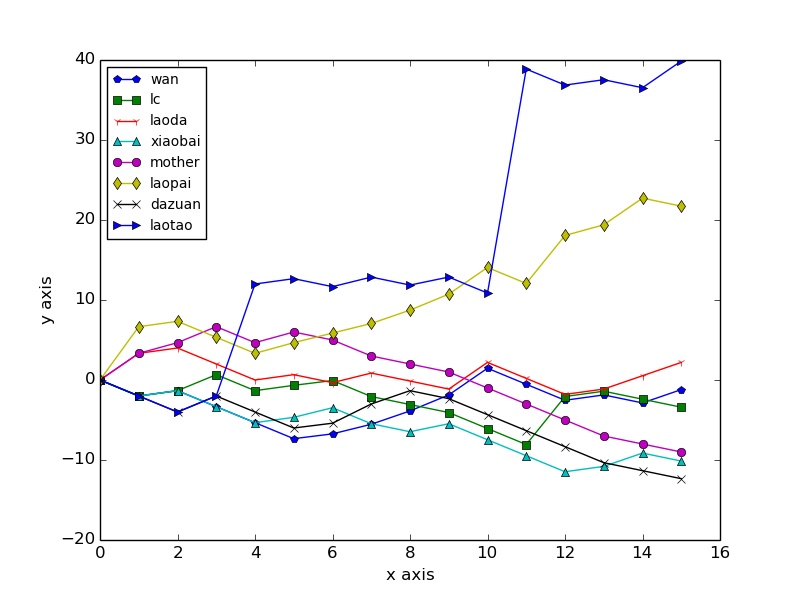 40
30
20
10
0
−10
−20
y axis
wan
lc
laoda
xiaobai
mother
laopai
dazuan
laotao
0 2 4 6 8 10 12 14 16
x axis